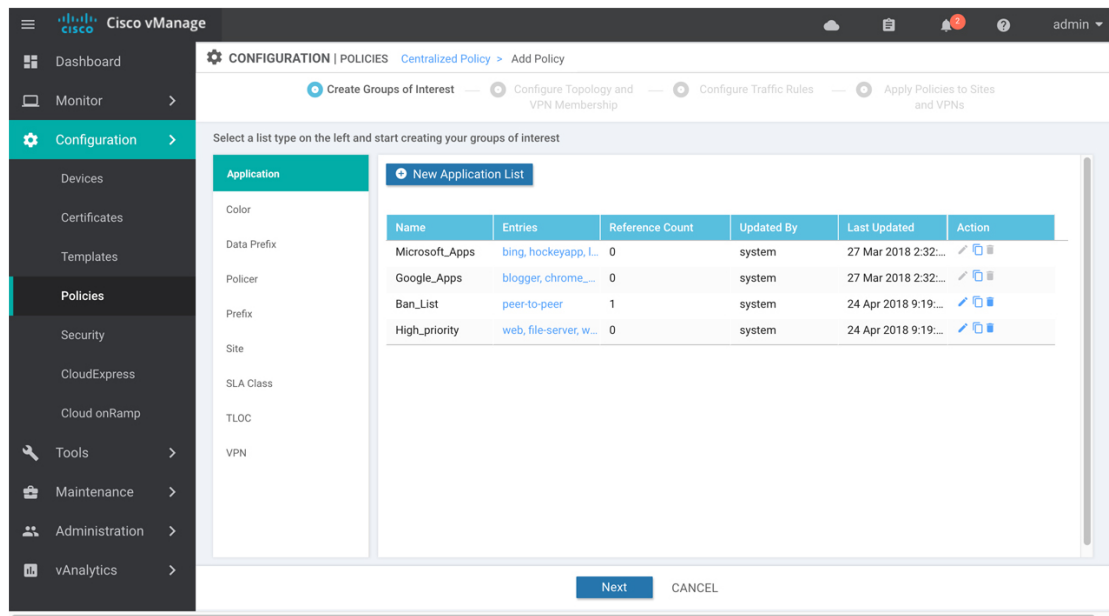 cisco Cisco vManage
2
admin
Dashboard
Monitor
Configuration
Devices
Certificates
Templates
Policies
Security
CloudExpress
Cloud onRamp
Tools
Maintenance
Administration
vAnalytics
CONFIGURATION | POLICIES Centralized Policy > Add Policy
Create Groups of Interest
Configure Topology and
VPN Membership
Configure Traffic Rules
Apply Policies to Sites
and VPNs
Select a list type on the left and start creating your groups of interest
Application
Color
Data Prefix
Policer
Prefix
Site
SLA Class
TLOC
VPN
New Application List
Name Entries Reference Count Updated By Last Updated Action
Microsoft_Apps bing, hockeyapp, l... 0 system 27 Mar 2018 2:32:...
Google_Apps blogger, chrome_... 0 system 27 Mar 2018 2:32:...
Ban_List peer-to-peer 1 system 24 Apr 2018 9:19:...
High_priority web, file-server, w... 0 system 24 Apr 2018 9:19:...
Next CANCEL